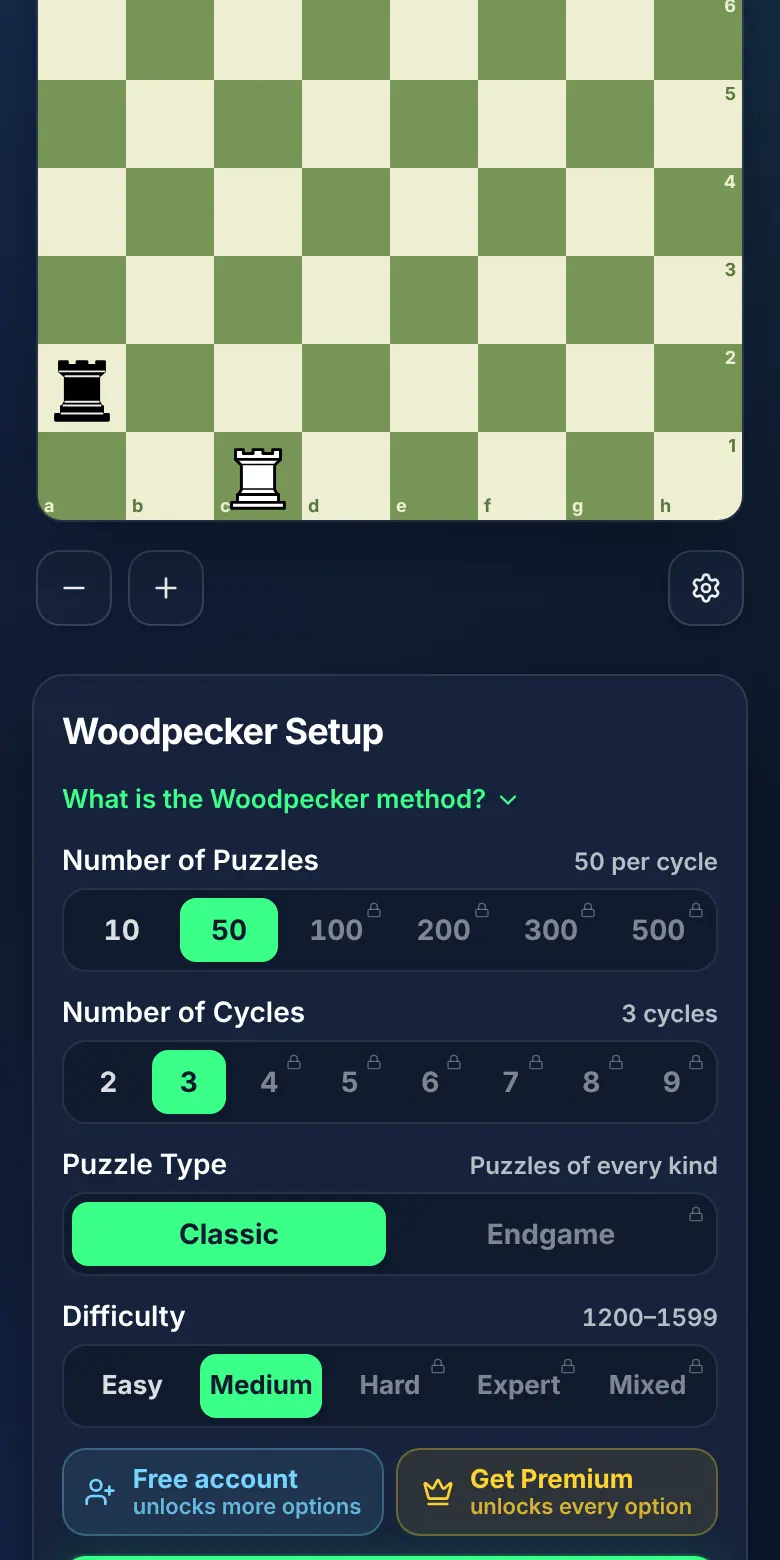 6
5
4
3
2
1
a b c d e f g h
Woodpecker Setup
What is the Woodpecker method?
Number of Puzzles 50 per cycle
10 50 100 200 300 500
Number of Cycles 3 cycles
2 3 4 5 6 7 8 9
Puzzle Type Puzzles of every kind
Classic Endgame
Difficulty 1200–1599
Easy Medium Hard Expert Mixed
Free account Get Premium
unlocks more options unlocks every option